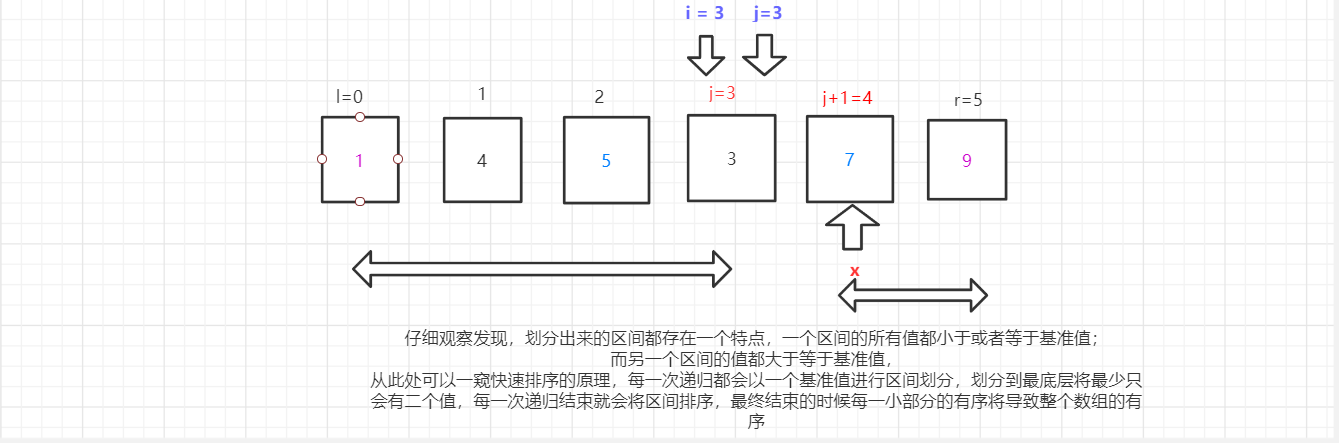 i = 3 j=3
l=0 1 2 j=3 j+1=4 r=5
1 4 5 3 7 9
x
仔细观察发现，划分出来的区间都存在一个特点，一个区间的所有值都小于或者等于基准值；
而另一个区间的值都大于等于基准值，
从此处可以一窥快速排序的原理，每一次递归都会以一个基准值进行区间划分，划分到最底层将最少只
会有二个值，每一次递归结束就会将区间排序，最终结束的时候每一小部分的有序将导致整个数组的有
序